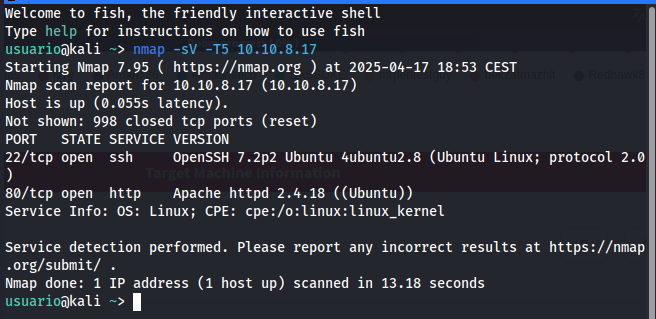 Welcome to fish, the friendly interactive shell
Type help for instructions on how to use fish
usuario@kali ~> nmap -sV -T5 10.10.8.17
Starting Nmap 7.95 ( https://nmap.org ) at 2025-04-17 18:53 CEST
Nmap scan report for 10.10.8.17 (10.10.8.17)
Host is up (0.055s latency).
Not shown: 998 closed tcp ports (reset)
PORT   STATE SERVICE VERSION
22/tcp open  ssh     OpenSSH 7.2p2 Ubuntu 4ubuntu2.8 (Ubuntu Linux; protocol 2.0
)
Target Machine Information
80/tcp open  http    Apache httpd 2.4.18 ((Ubuntu))
Service Info: OS: Linux; CPE: cpe:/o:linux:linux_kernel
Service detection performed. Please report any incorrect results at https://nmap
.org/submit/ .
Nmap done: 1 IP address (1 host up) scanned in 13.18 seconds
usuario@kali ~>